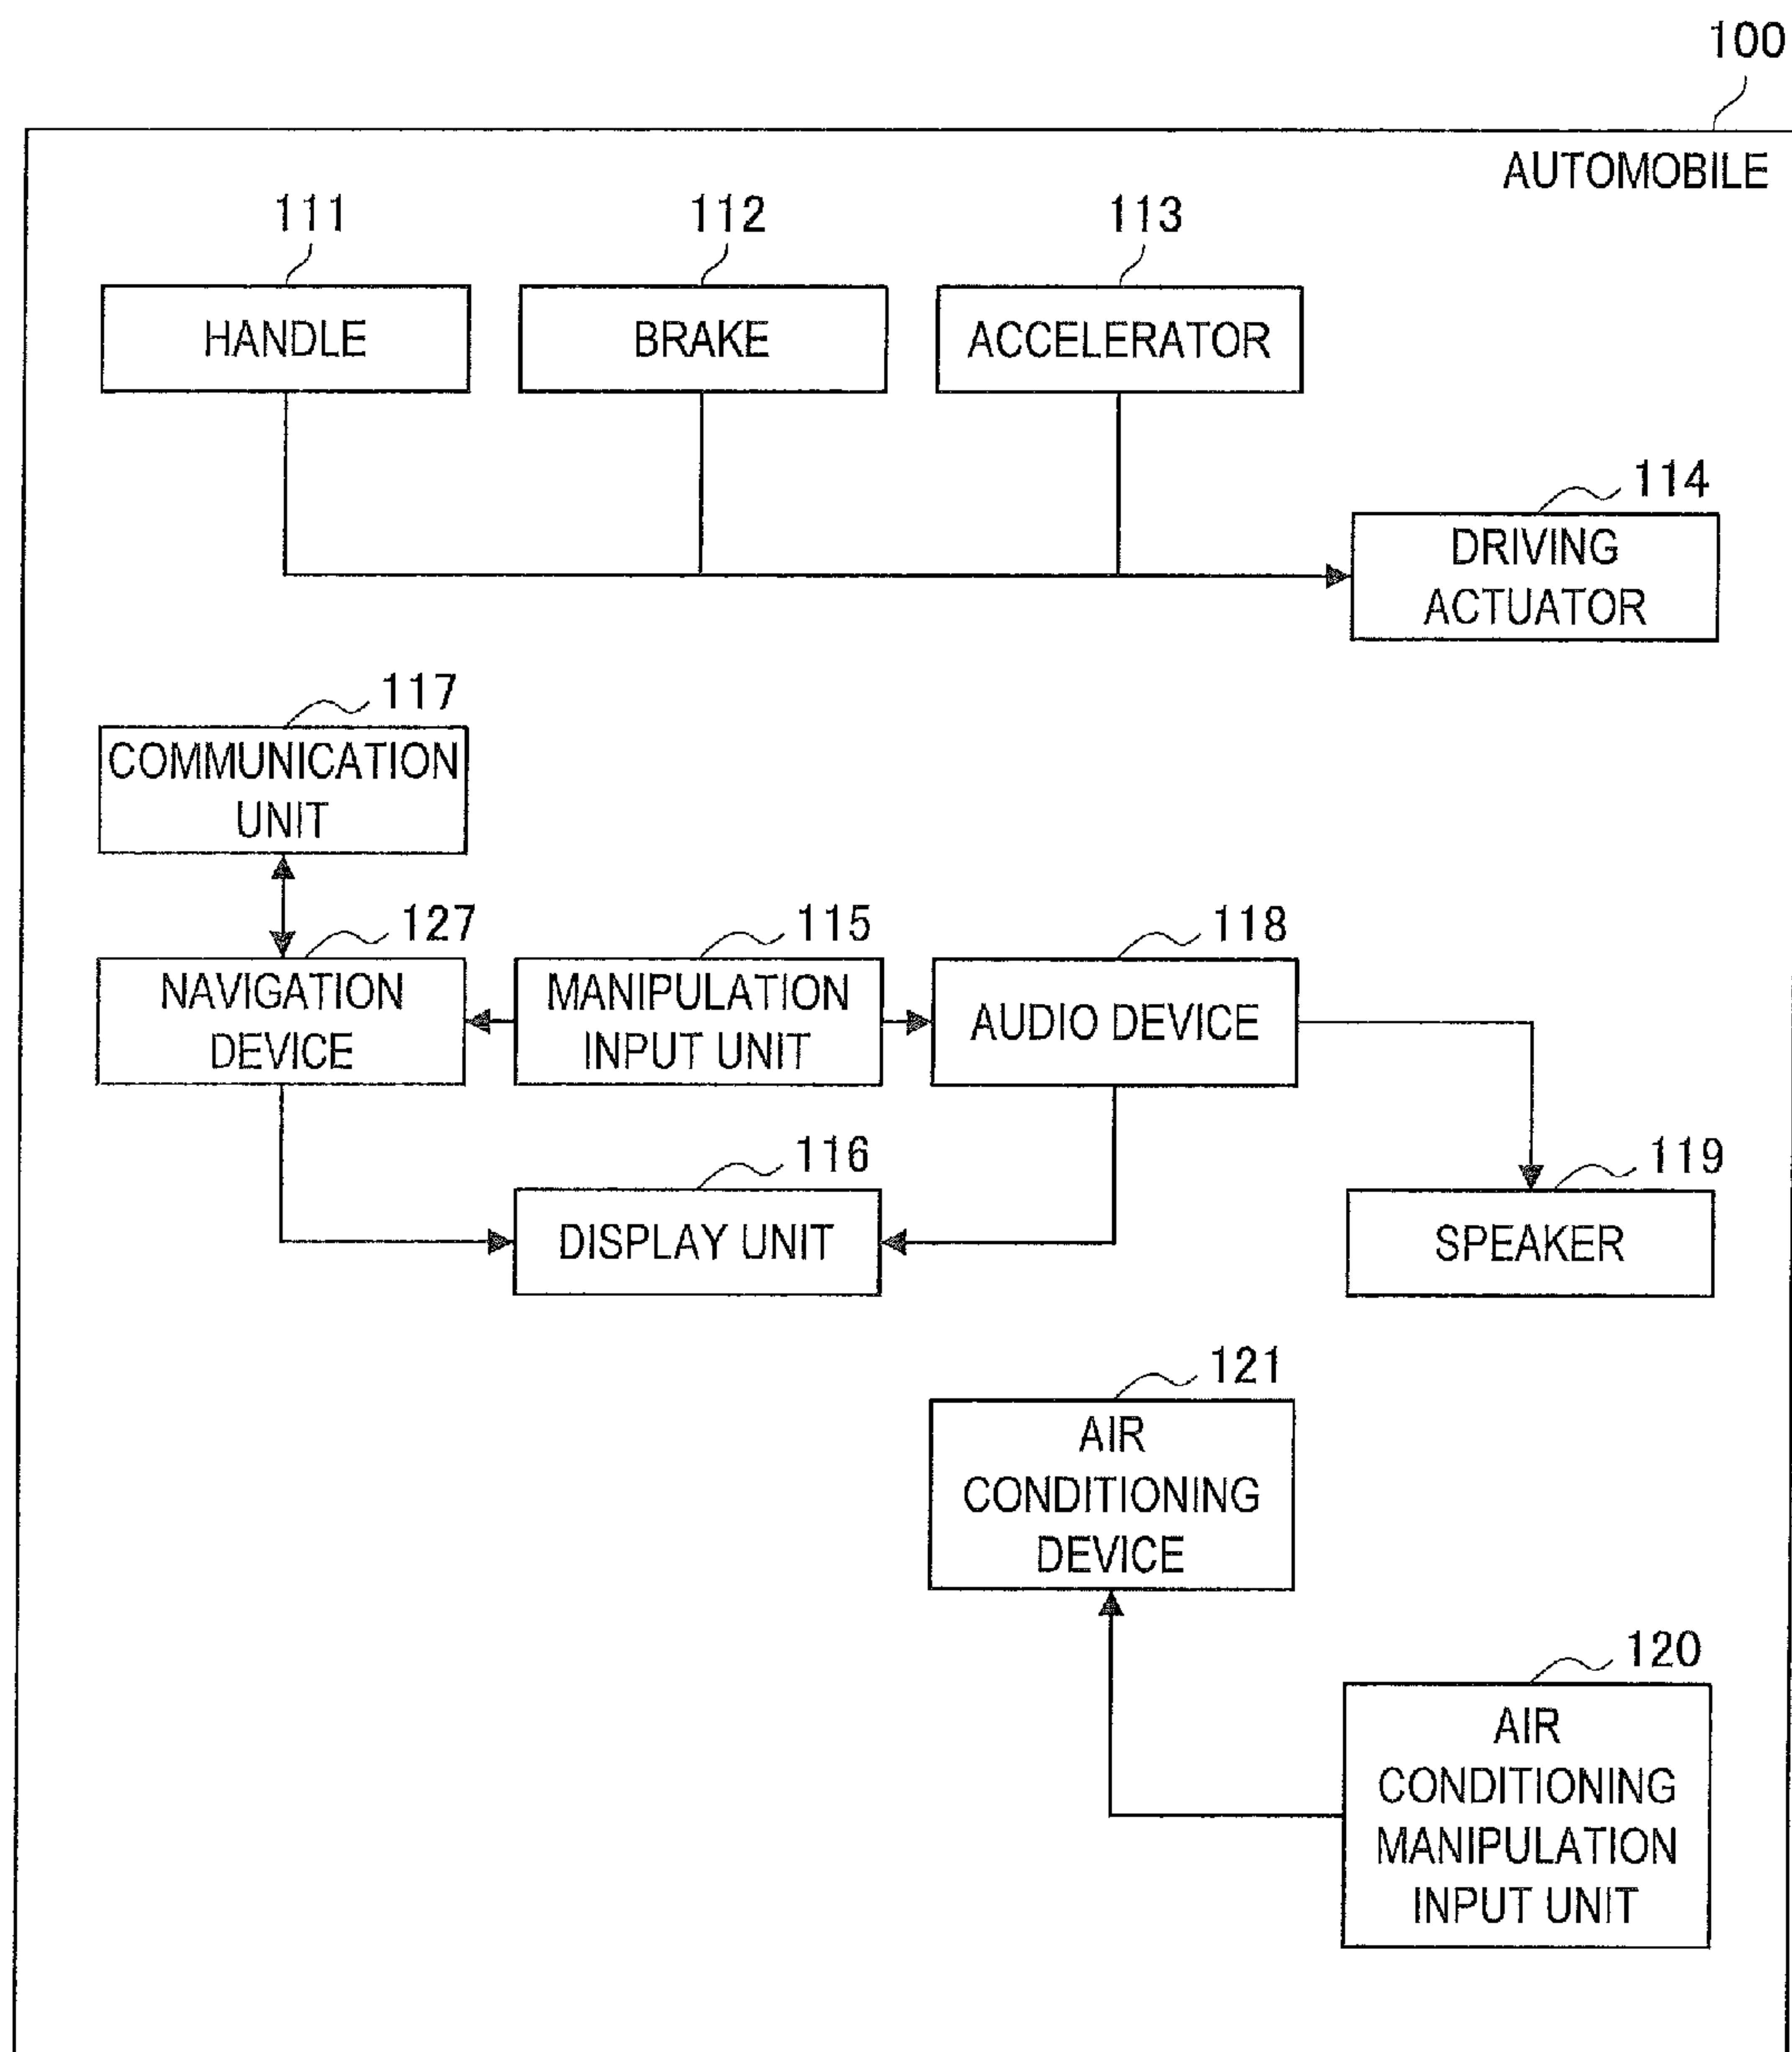 100
AUTOMOBILE
111
112
113
HANDLE
BRAKE
ACCELERATOR
114
DRIVING
ACTUATOR
117
COMMUNICATION
UNIT
127
115
118
NAVIGATION
DEVICE
MANIPULATION
INPUT UNIT
AUDIO DEVICE
116
119
DISPLAY UNIT
SPEAKER
121
AIR
CONDITIONING
DEVICE
120
AIR
CONDITIONING
MANIPULATION
INPUT UNIT